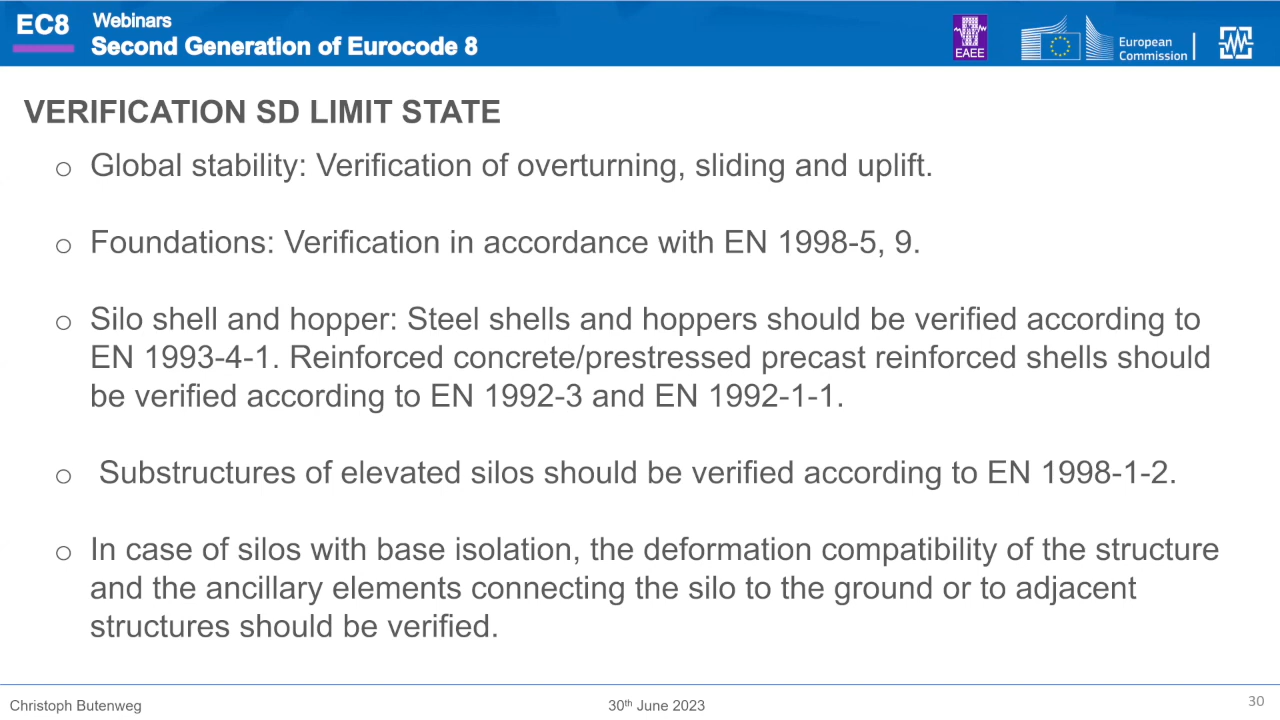 EC8
Webinars
Second Generation of Eurocode 8
EAEE
European
Commission
VERIFICATION SD LIMIT STATE
o Global stability: Verification of overturning, sliding and uplift.
o Foundations: Verification in accordance with EN 1998-5, 9.
o Silo shell and hopper: Steel shells and hoppers should be verified according to
EN 1993-4-1. Reinforced concrete/prestressed precast reinforced shells should
be verified according to EN 1992-3 and EN 1992-1-1.
o Substructures of elevated silos should be verified according to EN 1998-1-2.
o In case of silos with base isolation, the deformation compatibility of the structure
and the ancillary elements connecting the silo to the ground or to adjacent
structures should be verified.
Christoph Butenweg
30th June 2023
30